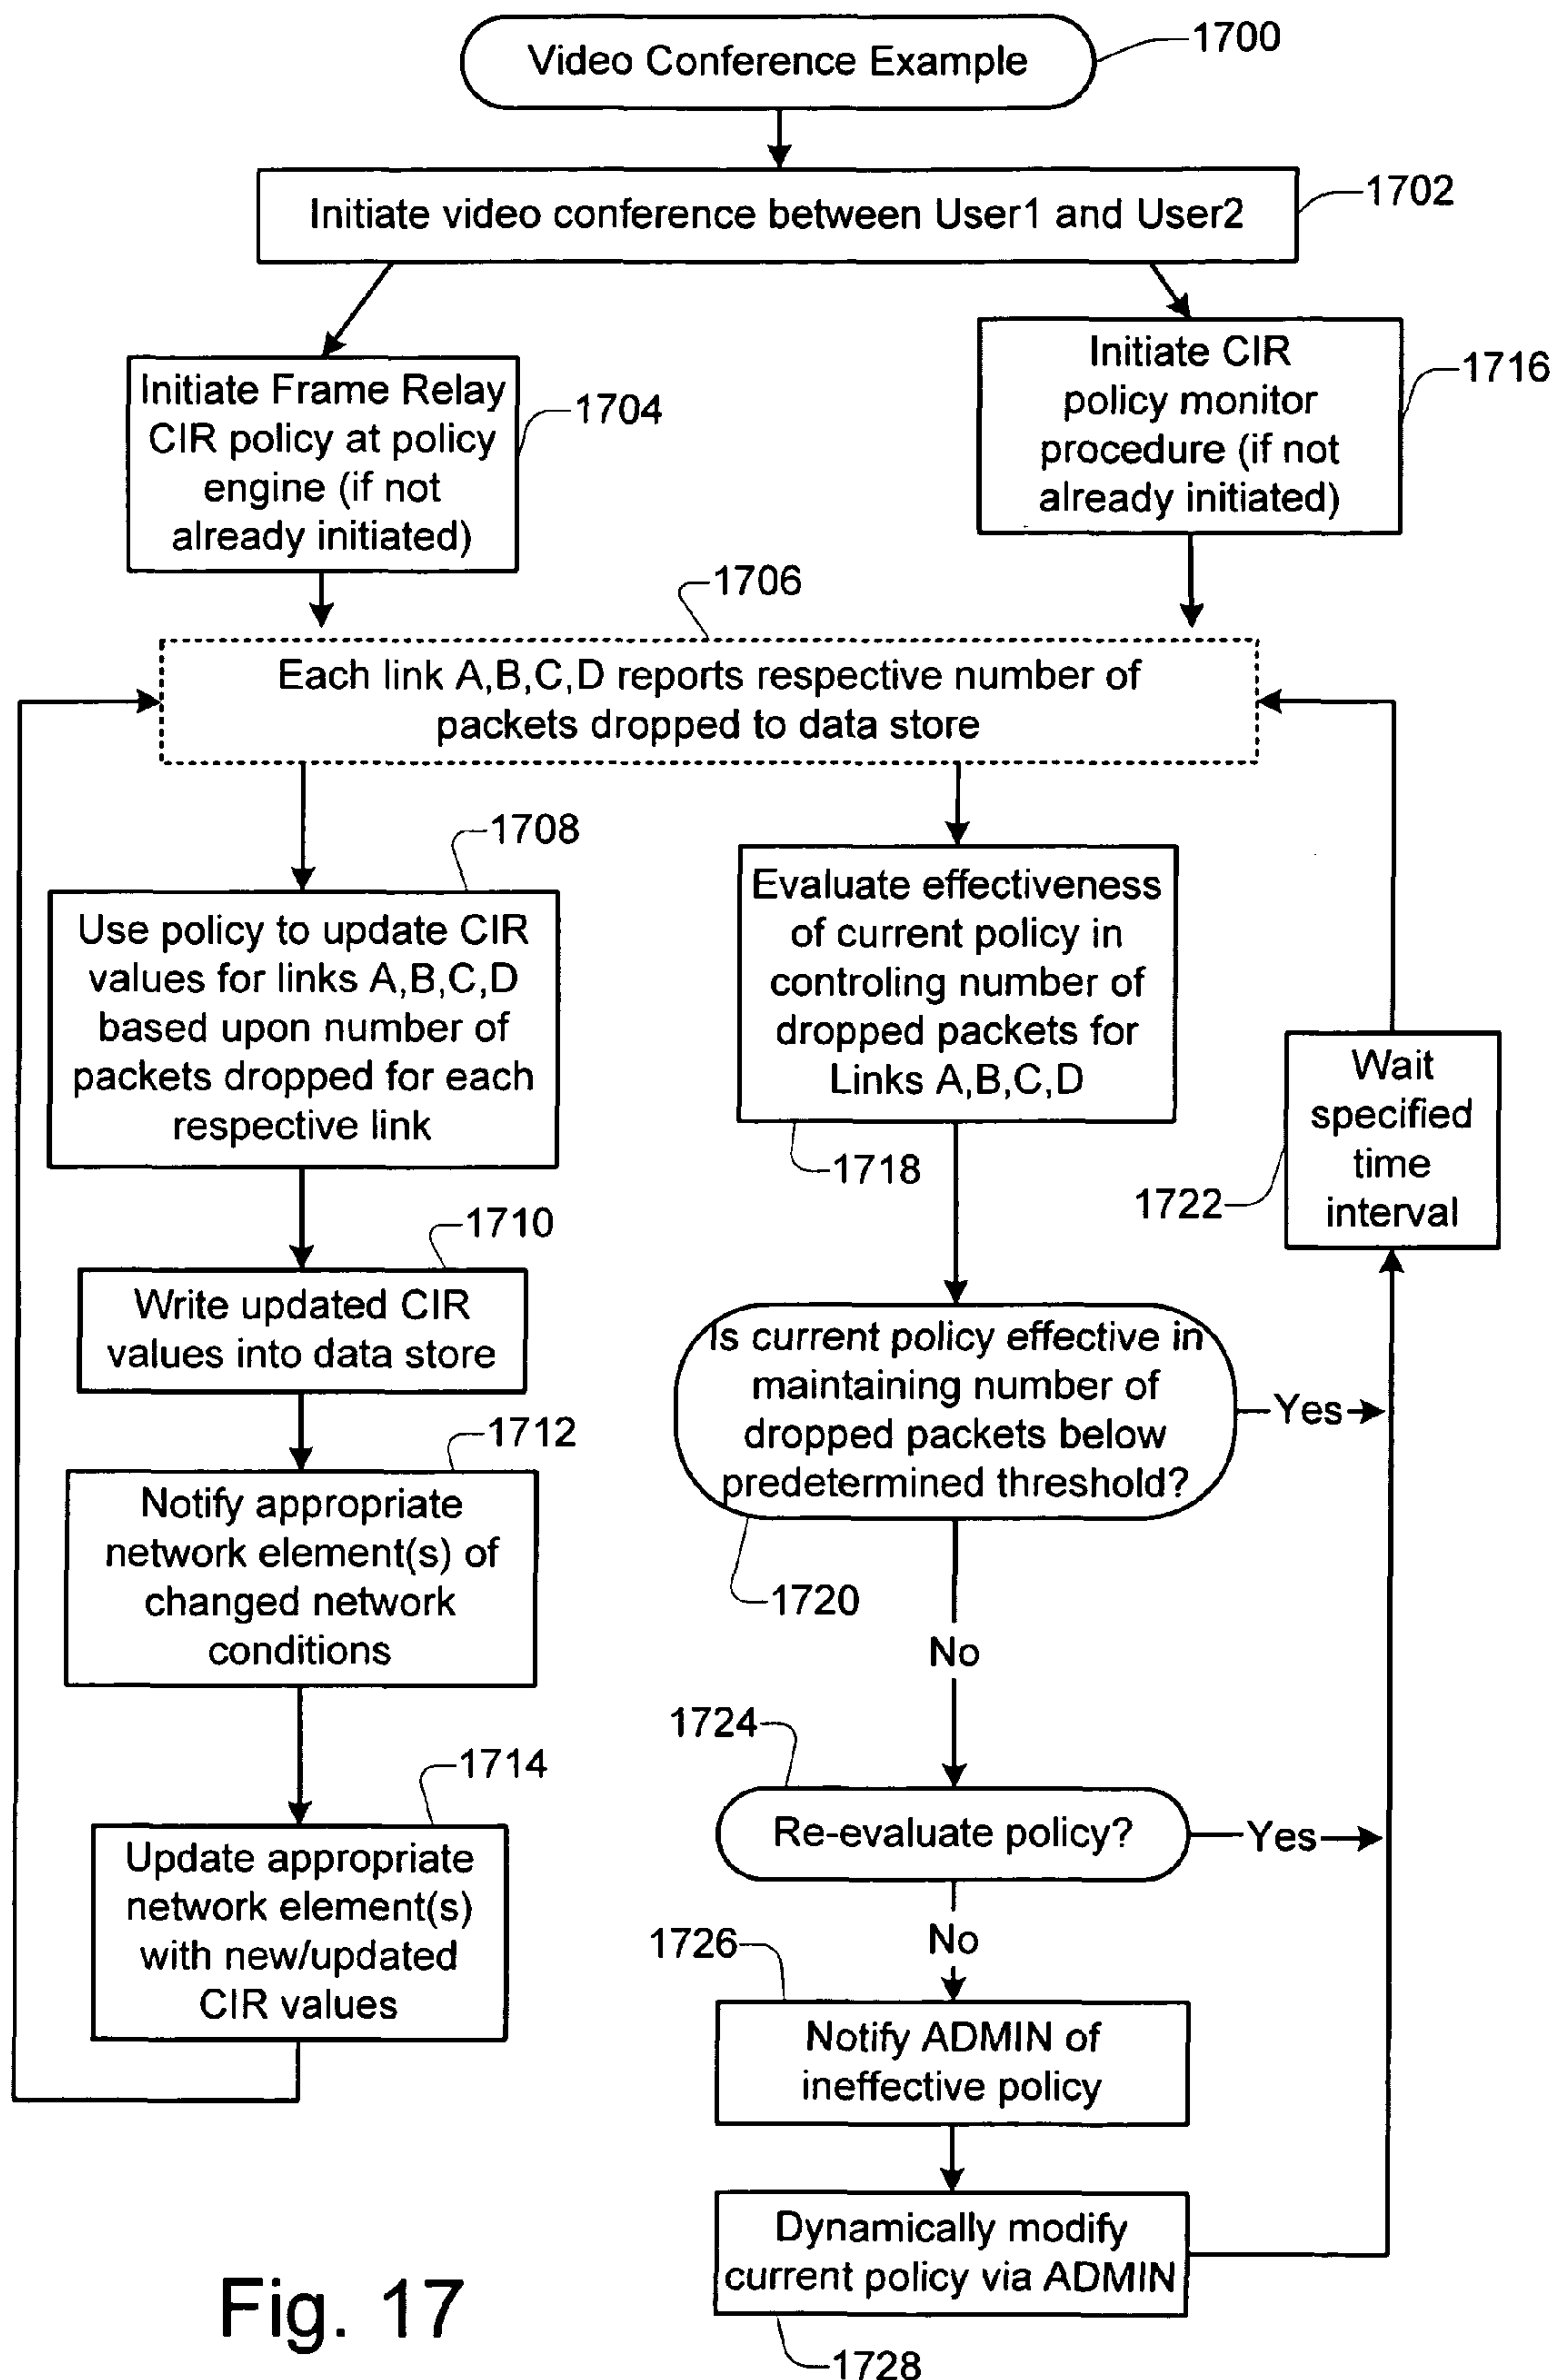 Video Conference Example
1700
Initiate video conference between User1 and User2
1702
Initiate Frame Relay
CIR policy at policy
engine (if not
already initiated)
1704
Initiate CIR
policy monitor
procedure (if not
already initiated)
1716
1706
Each link A,B,C,D reports respective number of
packets dropped to data store
1708
Use policy to update CIR
values for links A,B,C,D
based upon number of
packets dropped for each
respective link
1710
Write updated CIR
values into data store
1712
Notify appropriate
network element(s) of
changed network
conditions
1714
Update appropriate
network element(s)
with new/updated
CIR values
Evaluate effectiveness
of current policy in
controling number of
dropped packets for
Links A,B,C,D
1718
Wait
specified
time
interval
1722
Is current policy effective in
maintaining number of
dropped packets below
predetermined threshold?
Yes
1720
No
1724
Re-evaluate policy?
Yes
No
1726
Notify ADMIN of
ineffective policy
Dynamically modify
current policy via ADMIN
1728
Fig. 17